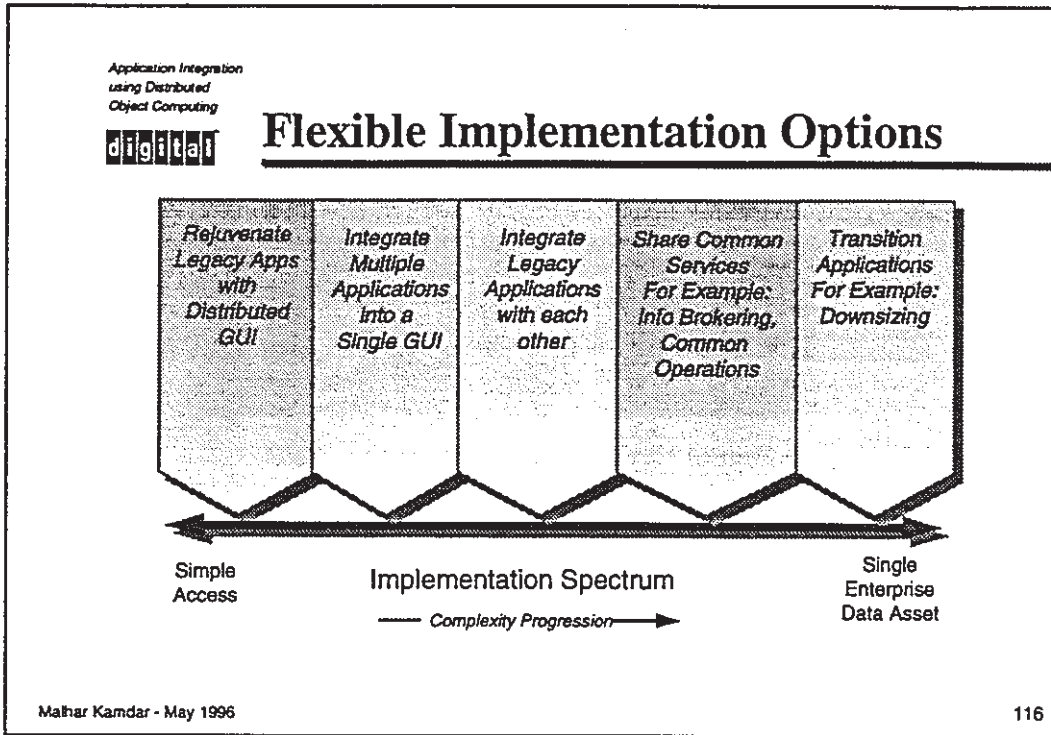 Application Integration
using Distributed
Object Computing
digital
Flexible Implementation Options
Rejuvenate
Legacy Apps
with
Distributed
GUI
Integrate
Multiple
Applications
into a
Single GUI
Integrate
Legacy
Applications
with each
other
Share Common
Services
For Example:
Info Brokering,
Common
Operations
Transition
Applications
For Example:
Downsizing
Simple
Access
Implementation Spectrum
Complexity Progression
Single
Enterprise
Data Asset
Malhar Kamdar - May 1996
116